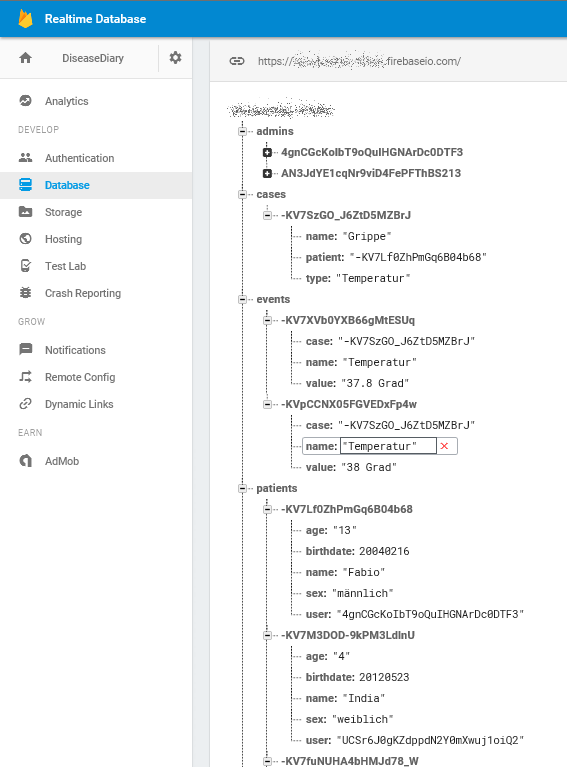 Realtime Database
DiseaseDiary
https://
.firebaseio.com/
Analytics
DEVELOP
Authentication
Database
Storage
Hosting
Test Lab
Crash Reporting
GROW
Notifications
Remote Config
Dynamic Links
EARN
AdMob
admins
4gnCGcKoIbT9oQuIHGNArDc0DTF3
AN3JdYE1cqNr9viD4FePFThBS213
cases
-KV7SzGO_J6ZtD5MZBrJ
name: "Grippe"
patient: "-KV7Lf0ZhPmGq6B04b68"
type: "Temperatur"
events
-KV7XVb0YXB66gMtESUq
case: "-KV7SzGO_J6ZtD5MZBrJ"
name: "Temperatur"
value: "37.8 Grad"
-KVpCCNX05FGVEDxFp4w
case: "-KV7SzGO_J6ZtD5MZBrJ"
name: "Temperatur"
value: "38 Grad"
patients
-KV7Lf0ZhPmGq6B04b68
age: "13"
birthdate: 20040216
name: "Fabio"
sex: "männlich"
user: "4gnCGcKoIbT9oQuIHGNArDc0DTF3"
-KV7M3DOD-9kPM3LdlnU
age: "4"
birthdate: 20120523
name: "India"
sex: "weiblich"
user: "UCSr6J0gKZdppdN2Y0mXwuj1oiQ2"
-KV7fuNUHA4bHMJd78_W